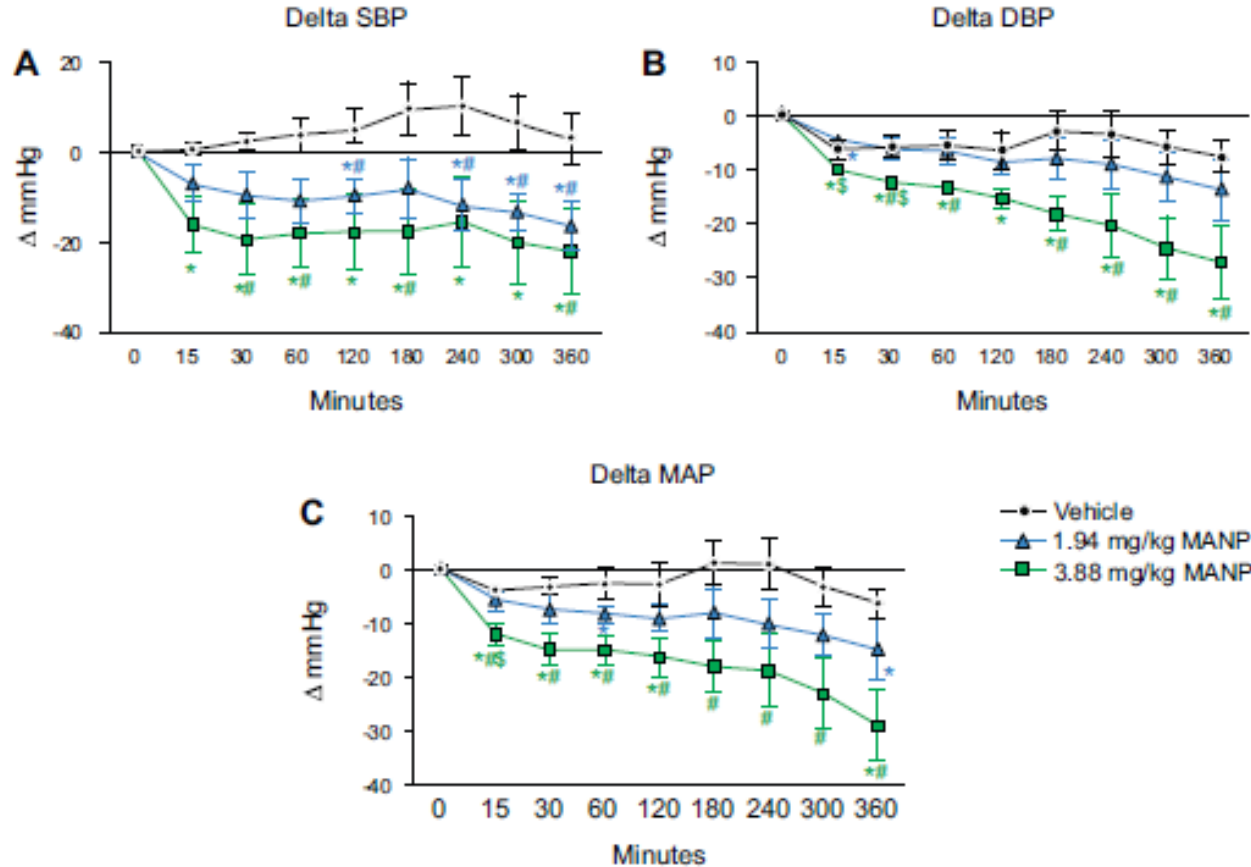 Delta SBP
A
20
0
-20
-40
Δ mmHg
*#
*#
*#
*#
*
*#
*#
*
*#
*
*
*#
0 15 30 60 120 180 240 300 360
Minutes
Delta DBP
B
10
0
-10
-20
-30
-40
Δ mmHg
*
*$
*#$
*#
*
*#
*#
*#
*#
0 15 30 60 120 180 240 300 360
Minutes
Delta MAP
C
10
0
-10
-20
-30
-40
Δ mmHg
*
*
*#$
*#
*#
*#
#
#
#
*#
0 15 30 60 120 180 240 300 360
Minutes
Vehicle
1.94 mg/kg MANP
3.88 mg/kg MANP